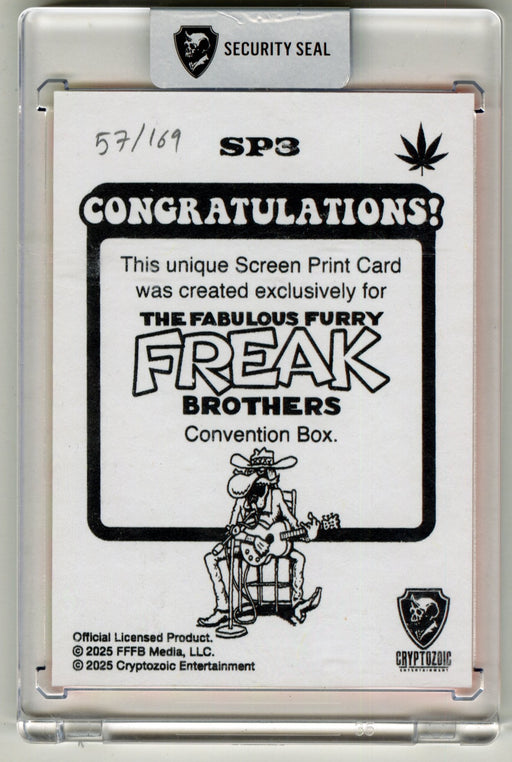 SECURITY SEAL
57/169
SP3
CONGRATULATIONS!
This unique Screen Print Card
was created exclusively for
THE FABULOUS FURRY
FREAK
BROTHERS
Convention Box.
Official Licensed Product.
© 2025 FFFB Media, LLC.
© 2025 Cryptozoic Entertainment
CRYPTOZOIC
ENTERTAINMENT